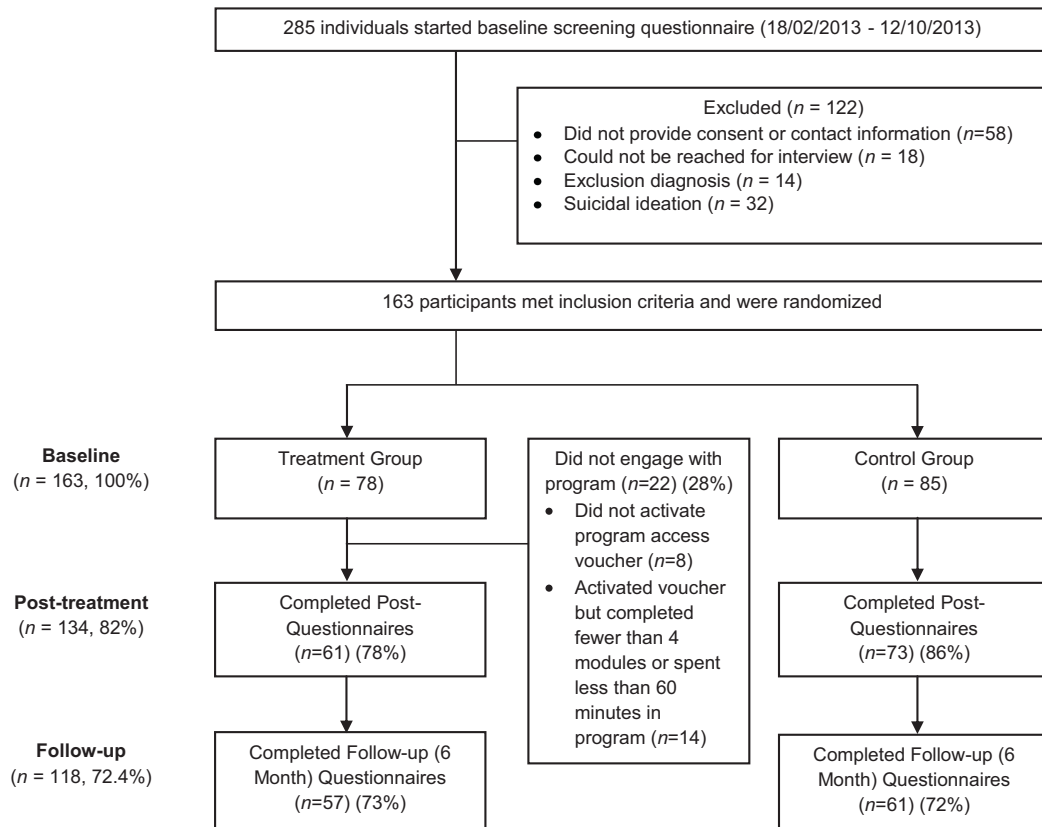 285 individuals started baseline screening questionnaire (18/02/2013 - 12/10/2013)
Excluded (n = 122)
• Did not provide consent or contact information (n=58)
• Could not be reached for interview (n = 18)
• Exclusion diagnosis (n = 14)
• Suicidal ideation (n = 32)
163 participants met inclusion criteria and were randomized
Baseline
(n = 163, 100%)
Treatment Group
(n = 78)
Did not engage with
program (n=22) (28%)
• Did not activate
program access
voucher (n=8)
• Activated voucher
but completed
fewer than 4
modules or spent
less than 60
minutes in
program (n=14)
Control Group
(n = 85)
Post-treatment
(n = 134, 82%)
Completed Post-
Questionnaires
(n=61) (78%)
Completed Post-
Questionnaires
(n=73) (86%)
Follow-up
(n = 118, 72.4%)
Completed Follow-up (6
Month) Questionnaires
(n=57) (73%)
Completed Follow-up (6
Month) Questionnaires
(n=61) (72%)